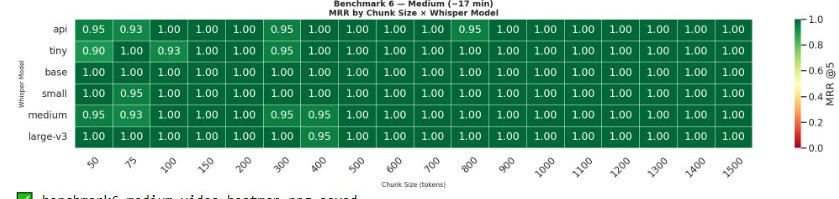 Benchmark 6 — Medium (~17 min)
MRR by Chunk Size × Whisper Model
api 0.95 0.93 1.00 1.00 1.00 0.95 1.00 1.00 1.00 1.00 0.95 1.00 1.00 1.00 1.00 1.00 1.00 1.00
tiny 0.90 1.00 0.93 1.00 1.00 0.95 1.00 1.00 1.00 1.00 1.00 1.00 1.00 1.00 1.00 1.00 1.00 1.00
base 1.00 1.00 1.00 1.00 1.00 1.00 1.00 1.00 1.00 1.00 1.00 1.00 1.00 1.00 1.00 1.00 1.00 1.00
small 1.00 0.95 1.00 1.00 1.00 1.00 1.00 1.00 1.00 1.00 1.00 1.00 1.00 1.00 1.00 1.00 1.00 1.00
medium 0.95 0.93 1.00 1.00 1.00 0.95 0.95 1.00 1.00 1.00 1.00 1.00 1.00 1.00 1.00 1.00 1.00 1.00
large-v3 1.00 1.00 1.00 1.00 1.00 1.00 0.95 1.00 1.00 1.00 1.00 1.00 1.00 1.00 1.00 1.00 1.00 1.00
50 75 100 150 200 300 400 500 600 700 800 900 1000 1100 1200 1300 1400 1500
Chunk Size (tokens)
Whisper Model
1.0
0.8
0.6
0.4
0.2
0.0
MRR @5